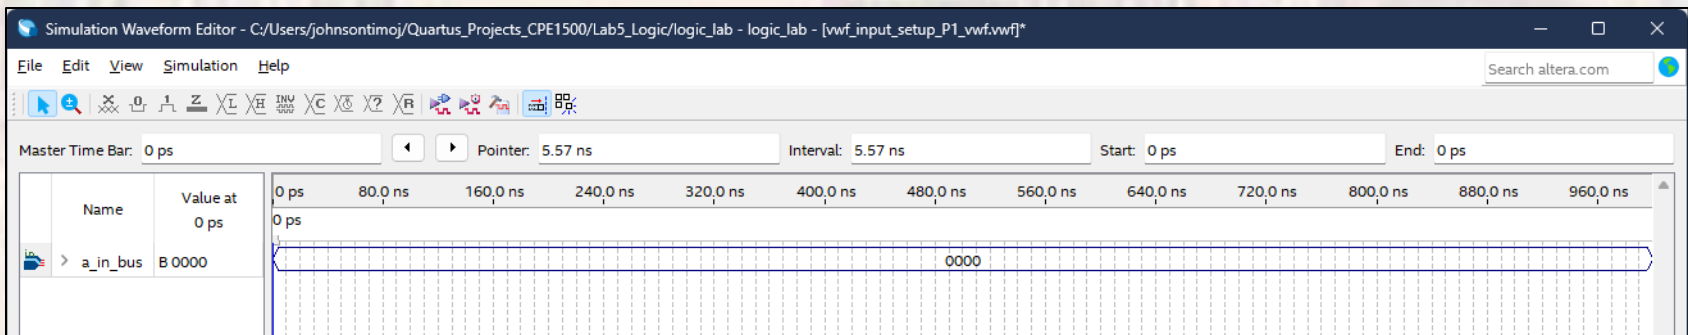 Simulation Waveform Editor - C:/Users/johnsontimoj/Quartus_Projects_CPE1500/Lab5_Logic/logic_lab - logic_lab - [vwf_input_setup_P1_vwf.vwf]*
File Edit View Simulation Help
Search altera.com
Master Time Bar: 0 ps Pointer: 5.57 ns Interval: 5.57 ns Start: 0 ps End: 0 ps
Name Value at 0 ps
0 ps 80.0 ns 160.0 ns 240.0 ns 320.0 ns 400.0 ns 480.0 ns 560.0 ns 640.0 ns 720.0 ns 800.0 ns 880.0 ns 960.0 ns
0 ps
a_in_bus B 0000 0000